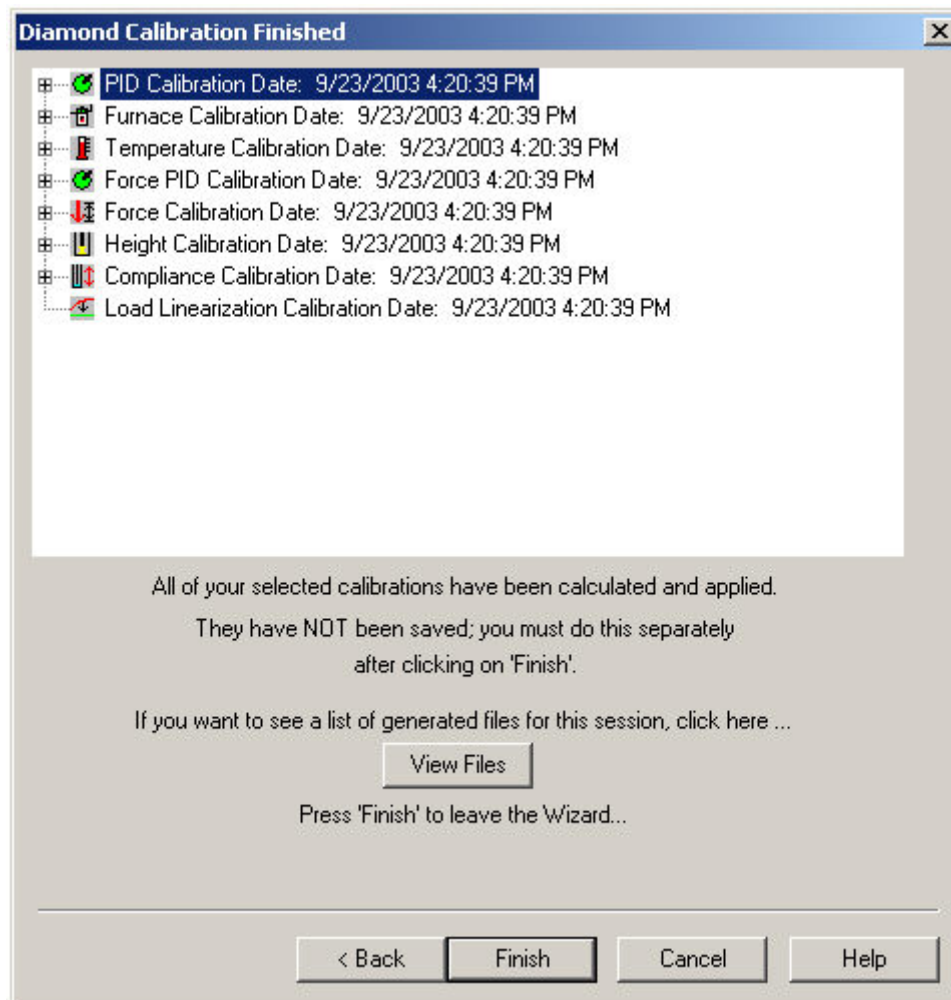 Diamond Calibration Finished
PID Calibration Date: 9/23/2003 4:20:39 PM
Furnace Calibration Date: 9/23/2003 4:20:39 PM
Temperature Calibration Date: 9/23/2003 4:20:39 PM
Force PID Calibration Date: 9/23/2003 4:20:39 PM
Force Calibration Date: 9/23/2003 4:20:39 PM
Height Calibration Date: 9/23/2003 4:20:39 PM
Compliance Calibration Date: 9/23/2003 4:20:39 PM
Load Linearization Calibration Date: 9/23/2003 4:20:39 PM
All of your selected calibrations have been calculated and applied.
They have NOT been saved; you must do this separately
after clicking on 'Finish'.
If you want to see a list of generated files for this session, click here ...
View Files
Press 'Finish' to leave the Wizard...
< Back Finish Cancel Help